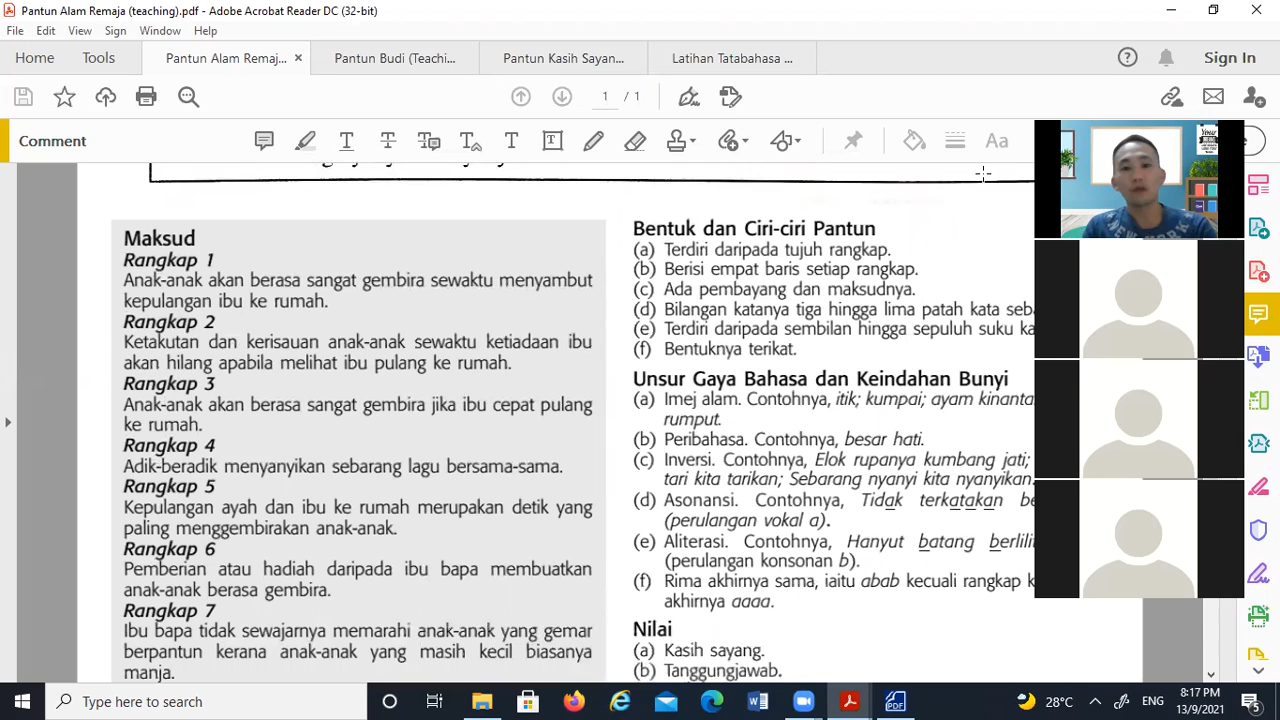 Pantun Alam Remaja (teaching).pdf - Adobe Acrobat Reader DC (32-bit)
File Edit View Sign Window Help
Home Tools Pantun Alam Remaj... Pantun Budi (Teachi... Pantun Kasih Sayan... Latihan Tatabahasa ... Sign In
1 / 1
Comment
Maksud
Rangkap 1
Anak-anak akan berasa sangat gembira sewaktu menyambut
kepulangan ibu ke rumah.
Rangkap 2
Ketakutan dan kerisauan anak-anak sewaktu ketiadaan ibu
akan hilang apabila melihat ibu pulang ke rumah.
Rangkap 3
Anak-anak akan berasa sangat gembira jika ibu cepat pulang
ke rumah.
Rangkap 4
Adik-beradik menyanyikan sebarang lagu bersama-sama.
Rangkap 5
Kepulangan ayah dan ibu ke rumah merupakan detik yang
paling menggembirakan anak-anak.
Rangkap 6
Pemberian atau hadiah daripada ibu bapa membuatkan
anak-anak berasa gembira.
Rangkap 7
Ibu bapa tidak sewajarnya memarahi anak-anak yang gemar
berpantun kerana anak-anak yang masih kecil biasanya
manja.
Bentuk dan Ciri-ciri Pantun
(a) Terdiri daripada tujuh rangkap.
(b) Berisi empat baris setiap rangkap.
(c) Ada pembayang dan maksudnya.
(d) Bilangan katanya tiga hingga lima patah kata seba
(e) Terdiri daripada sembilan hingga sepuluh suku ka
(f) Bentuknya terikat.
Unsur Gaya Bahasa dan Keindahan Bunyi
(a) Imej alam. Contohnya, itik; kumpai; ayam kinanta
rumput.
(b) Peribahasa. Contohnya, besar hati.
(c) Inversi. Contohnya, Elok rupanya kumbang jati;
tari kita tarikan; Sebarang nyanyi kita nyanyikan.
(d) Asonansi. Contohnya, Tidak terkatakan be
(perulangan vokal a).
(e) Aliterasi. Contohnya, Hanyut batang berlili
(perulangan konsonan b).
(f) Rima akhirnya sama, iaitu abab kecuali rangkap k
akhirnya aaaa.
Nilai
(a) Kasih sayang.
(b) Tanggungjawab.
NEW YORK
Type here to search
28°C ENG
8:17 PM
13/9/2021
5